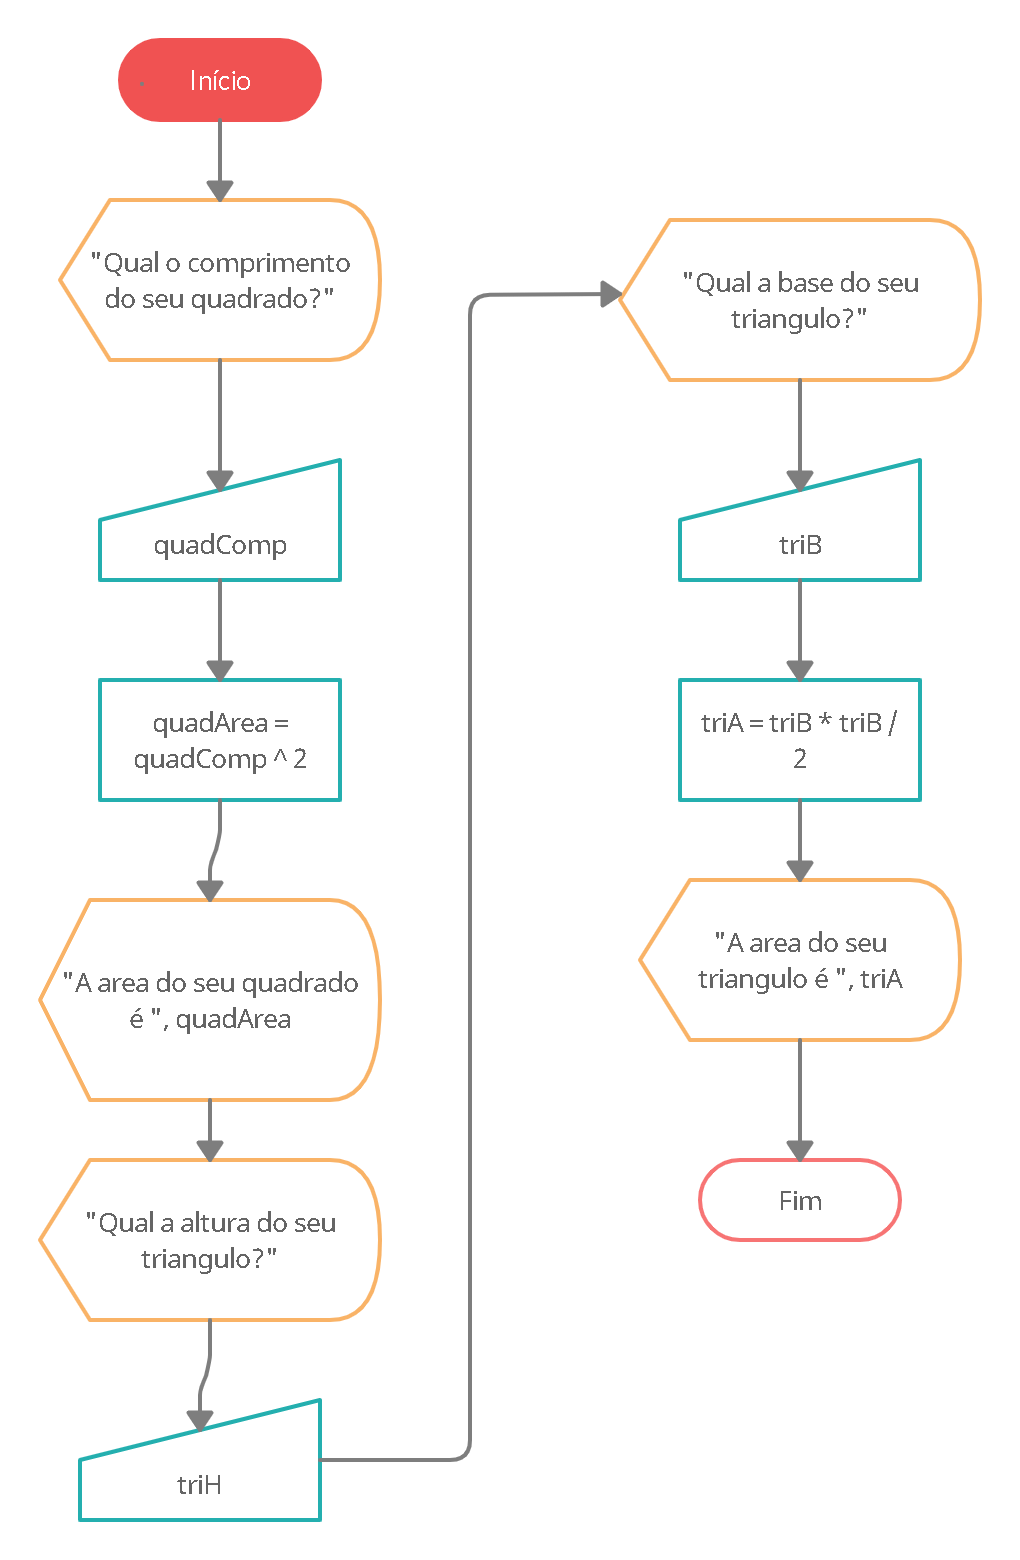 Início
"Qual o comprimento
do seu quadrado?"
quadComp
quadArea =
quadComp ^ 2
"A area do seu quadrado
é ", quadArea
"Qual a altura do seu
triangulo?"
triH
"Qual a base do seu
triangulo?"
triB
triA = triB * triB /
2
"A area do seu
triangulo é ", triA
Fim